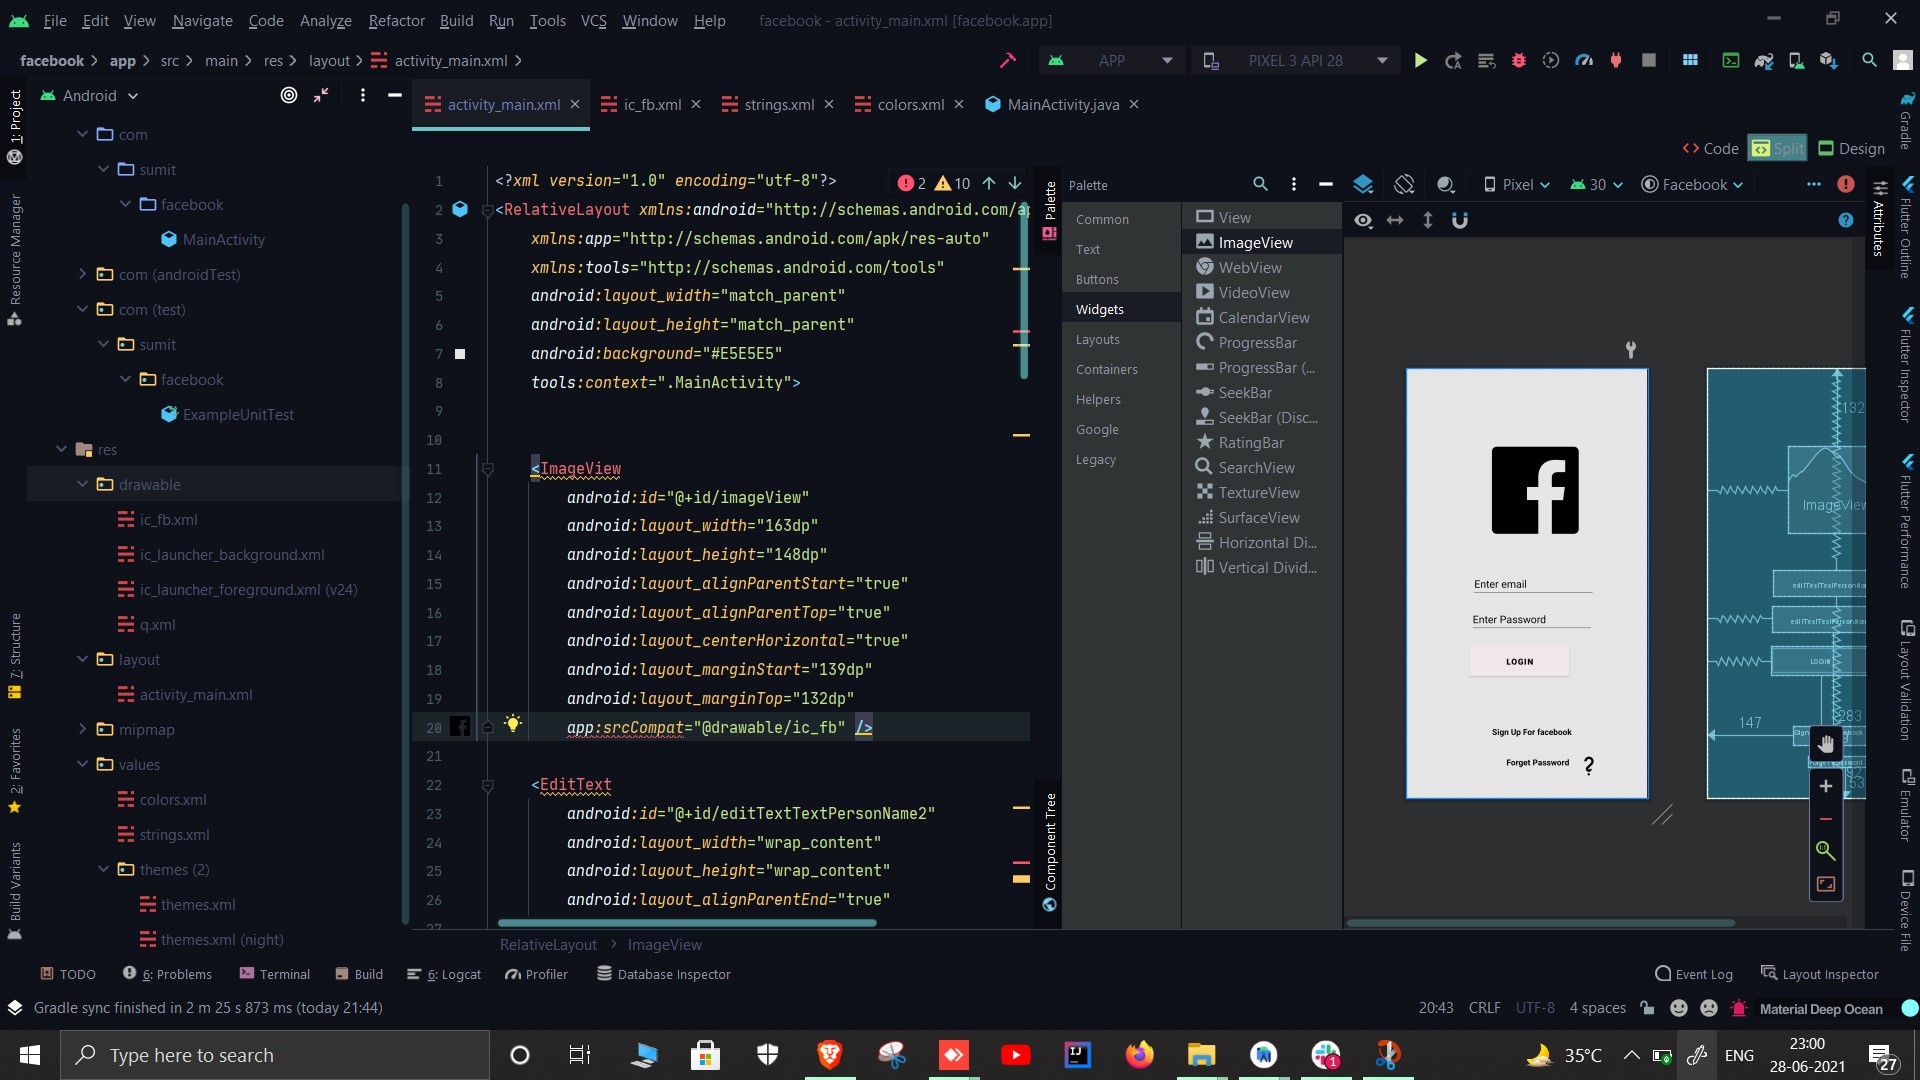 File Edit View Navigate Code Analyze Refactor Build Run Tools VCS Window Help facebook - activity_main.xml [facebook.app]
facebook app src main res layout activity_main.xml
APP PIXEL 3 API 28
Android
activity_main.xml ic_fb.xml strings.xml colors.xml MainActivity.java
Code Split Design
1: Project
Resource Manager
7: Structure
2: Favorites
Build Variants
com
sumit
facebook
MainActivity
com (androidTest)
com (test)
sumit
facebook
ExampleUnitTest
res
drawable
ic_fb.xml
ic_launcher_background.xml
ic_launcher_foreground.xml (v24)
q.xml
layout
activity_main.xml
mipmap
values
colors.xml
strings.xml
themes (2)
themes.xml
themes.xml (night)
2 10
1 <?xml version="1.0" encoding="utf-8"?>
2 <RelativeLayout xmlns:android="http://schemas.android.com/ap
3 xmlns:app="http://schemas.android.com/apk/res-auto"
4 xmlns:tools="http://schemas.android.com/tools"
5 android:layout_width="match_parent"
6 android:layout_height="match_parent"
7 android:background="#E5E5E5"
8 tools:context=".MainActivity">
9
10
11 <ImageView
12 android:id="@+id/imageView"
13 android:layout_width="163dp"
14 android:layout_height="148dp"
15 android:layout_alignParentStart="true"
16 android:layout_alignParentTop="true"
17 android:layout_centerHorizontal="true"
18 android:layout_marginStart="139dp"
19 android:layout_marginTop="132dp"
20 app:srcCompat="@drawable/ic_fb" />
21
22 <EditText
23 android:id="@+id/editTextTextPersonName2"
24 android:layout_width="wrap_content"
25 android:layout_height="wrap_content"
26 android:layout_alignParentEnd="true"
27
RelativeLayout ImageView
Palette
Component Tree
Palette
Common
Text
Buttons
Widgets
Layouts
Containers
Helpers
Google
Legacy
View
ImageView
WebView
VideoView
CalendarView
ProgressBar
ProgressBar (...
SeekBar
SeekBar (Disc...
RatingBar
SearchView
TextureView
SurfaceView
Horizontal Di...
Vertical Divid...
Pixel 30 Facebook
Enter email
Enter Password
LOGIN
Sign Up For facebook
Forget Password ?
132
ImageView
LOGIN
147
283
Attributes
Gradle
Flutter Outline
Flutter Inspector
Flutter Performance
Layout Validation
Emulator
Device File
TODO 6: Problems Terminal Build 6: Logcat Profiler Database Inspector Event Log Layout Inspector
Gradle sync finished in 2 m 25 s 873 ms (today 21:44) 20:43 CRLF UTF-8 4 spaces Material Deep Ocean
Type here to search
IJ
1
35°C ENG
23:00
28-06-2021
27